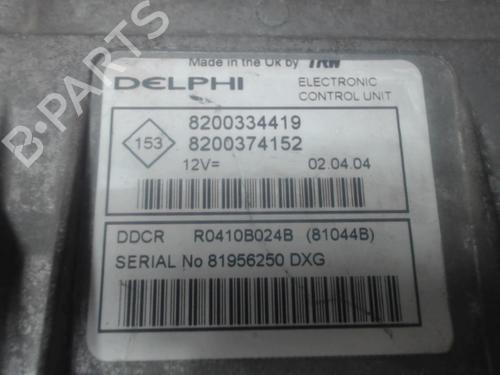 Made in the Uk by TRW
DELPHI
ELECTRONIC
CONTROL UNIT
153
8200334419
8200374152
12V=
02.04.04
DDCR R0410B024B (81044B)
SERIAL No 81956250 DXG
B-PARTS